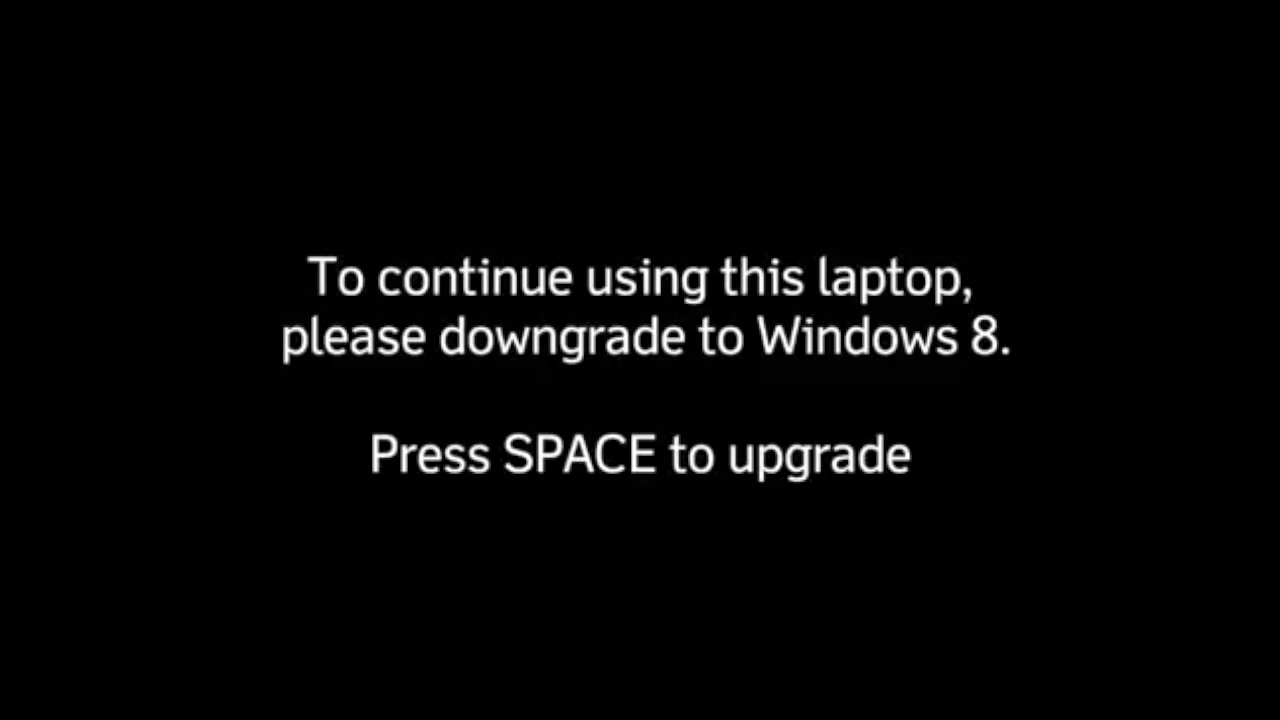 To continue using this laptop,
please downgrade to Windows 8.
Press SPACE to upgrade